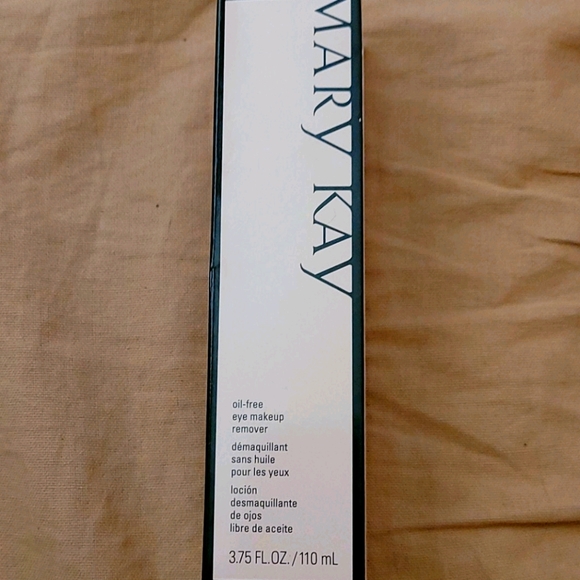 MARY KAY
oil-free
eye makeup
remover
démaquillant
sans huile
pour les yeux
loción
desmaquillante
de ojos
libre de aceite
3.75 FL.OZ. / 110 mL